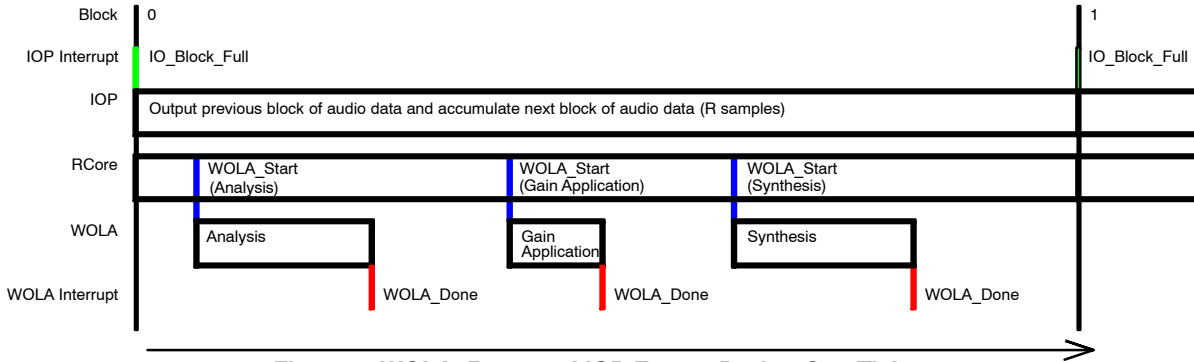 Block 0 1
IOP Interrupt IO_Block_Full IO_Block_Full
IOP Output previous block of audio data and accumulate next block of audio data (R samples)
RCore WOLA_Start WOLA_Start WOLA_Start
(Analysis) (Gain Application) (Synthesis)
WOLA Analysis Gain Synthesis
Application
WOLA Interrupt WOLA_Done WOLA_Done WOLA_Done